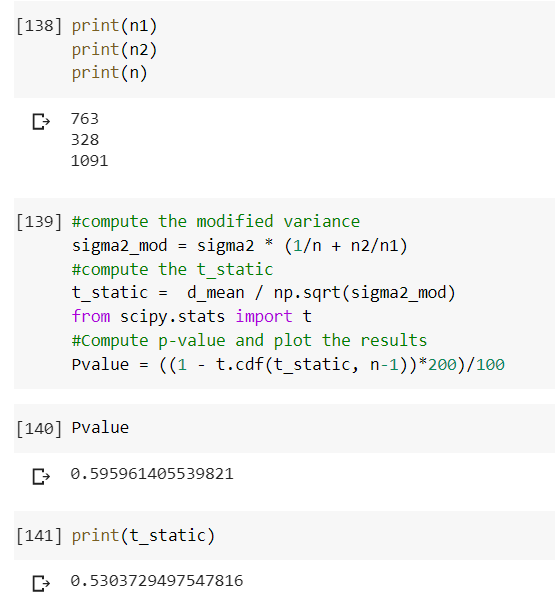 [138] print(n1)
print(n2)
print(n)
763
328
1091
[139] #compute the modified variance
sigma2_mod = sigma2 * (1/n + n2/n1)
#compute the t_static
t_static =  d_mean / np.sqrt(sigma2_mod)
from scipy.stats import t
#Compute p-value and plot the results
Pvalue = ((1 - t.cdf(t_static, n-1))*200)/100
[140] Pvalue
0.595961405539821
[141] print(t_static)
0.5303729497547816